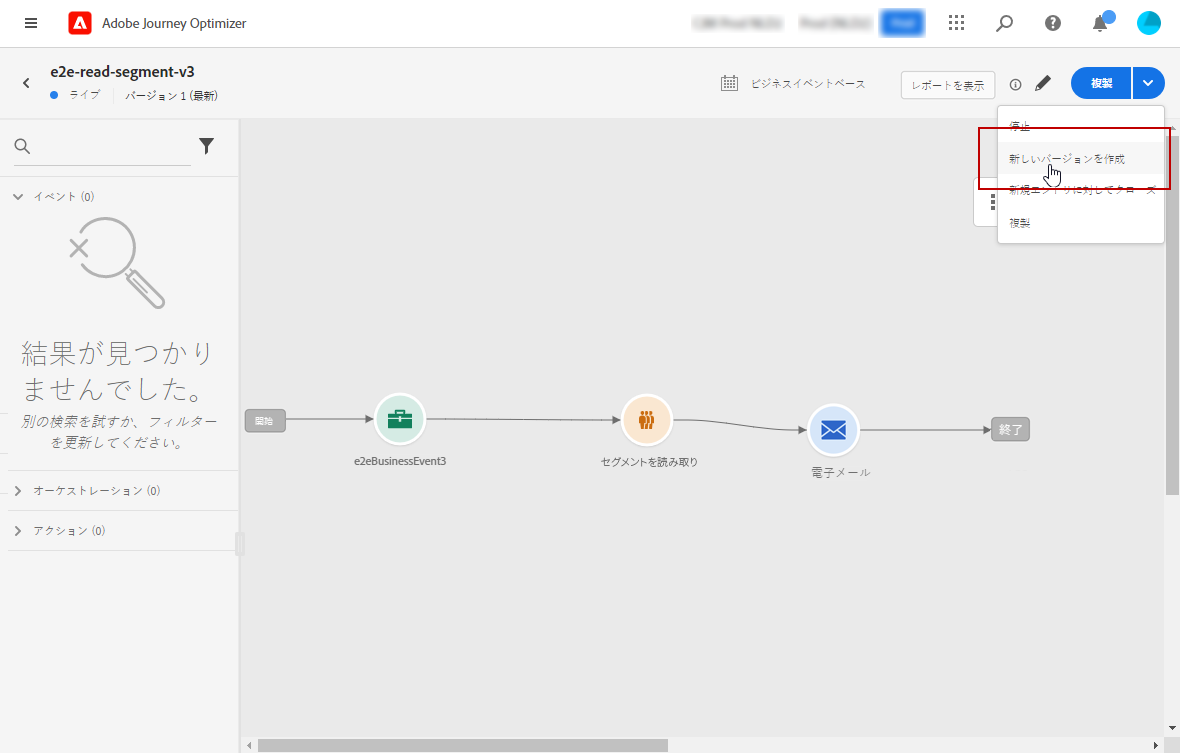 Adobe Journey Optimizer
e2e-read-segment-v3
ライブ
バージョン 1 (最新)
ビジネスイベントベース
レポートを表示
複製
停止
新しいバージョンを作成
新規エントリに対してクローズ
複製
イベント (0)
結果が見つかり
ませんでした。
別の検索を試すか、フィルター
を更新してください。
オーケストレーション (0)
アクション (0)
開始
e2eBusinessEvent3
セグメントを読み取り
電子メール
終了